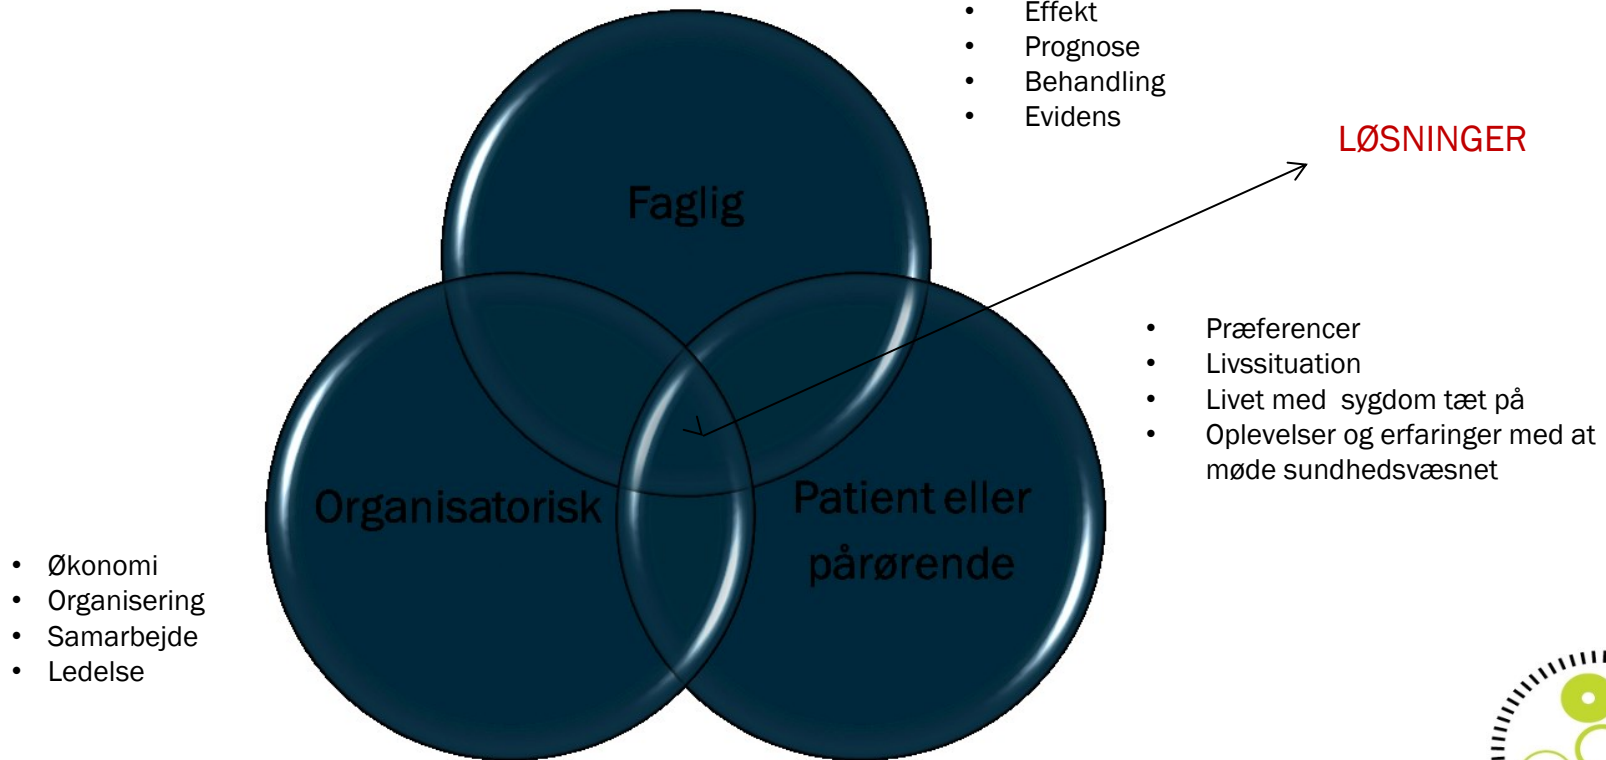 • Effekt
• Prognose
• Behandling
• Evidens
LØSNINGER
Faglig
• Præferencer
• Livssituation
• Livet med  sygdom tæt på
• Oplevelser og erfaringer med at
møde sundhedsvæsnet
Organisatorisk
Patient eller
pårørende
• Økonomi
• Organisering
• Samarbejde
• Ledelse